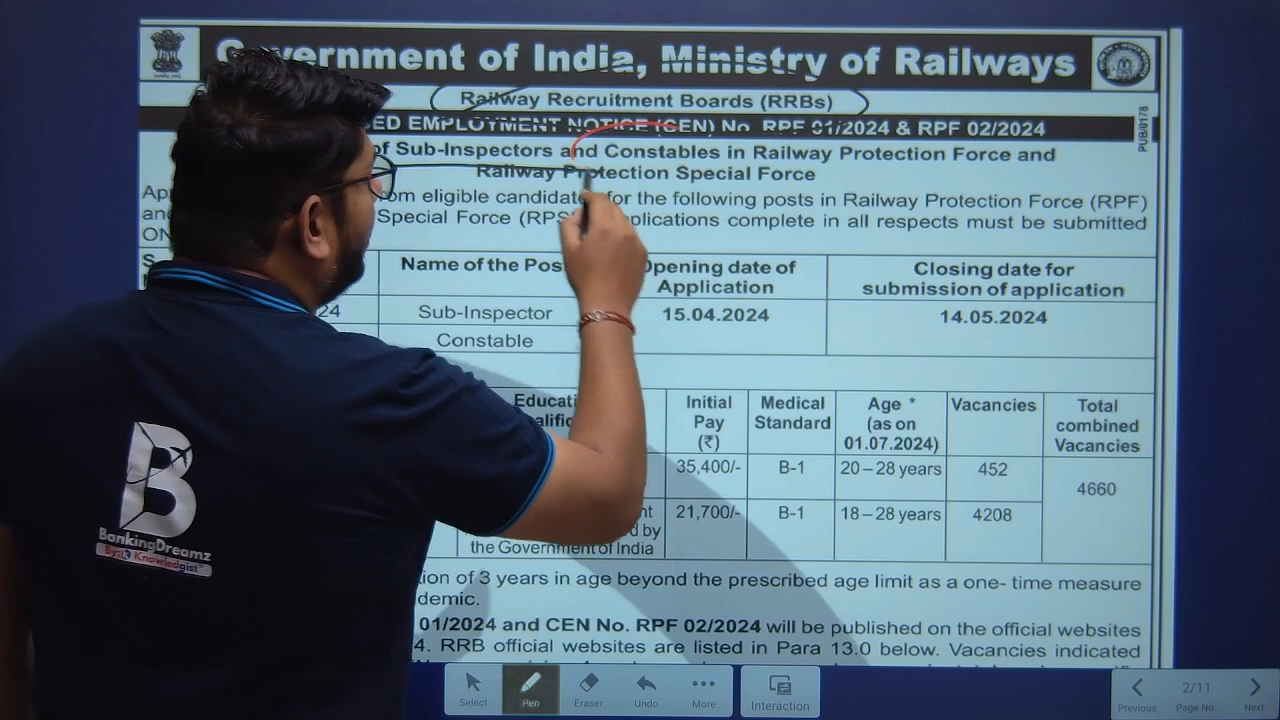 Government of India, Ministry of Railways
Railway Recruitment Boards (RRBs)
ED EMPLOYMENT NOTICE (CEN) No. RPF 01/2024 & RPF 02/2024
PUB/0178
of Sub-Inspectors and Constables in Railway Protection Force and
Railway Protection Special Force
from eligible candidates for the following posts in Railway Protection Force (RPF)
an Special Force (RPS applications complete in all respects must be submitted
ON
Name of the Post Opening date of Application Closing date for submission of application
24 Sub-Inspector 15.04.2024 14.05.2024
Constable
Initial Pay (₹) Medical Standard Age * (as on 01.07.2024) Vacancies Total combined Vacancies
35,400/- B-1 20–28 years 452 4660
21,700/- B-1 18–28 years 4208
by
the Government of India
of 3 years in age beyond the prescribed age limit as a one- time measure
01/2024 and CEN No. RPF 02/2024 will be published on the official websites
4. RRB official websites are listed in Para 13.0 below. Vacancies indicated
B
BankingDreamz
By: Knowledgist
Select Pen Eraser Undo More Interaction
Previous 2/11 Page No. Next